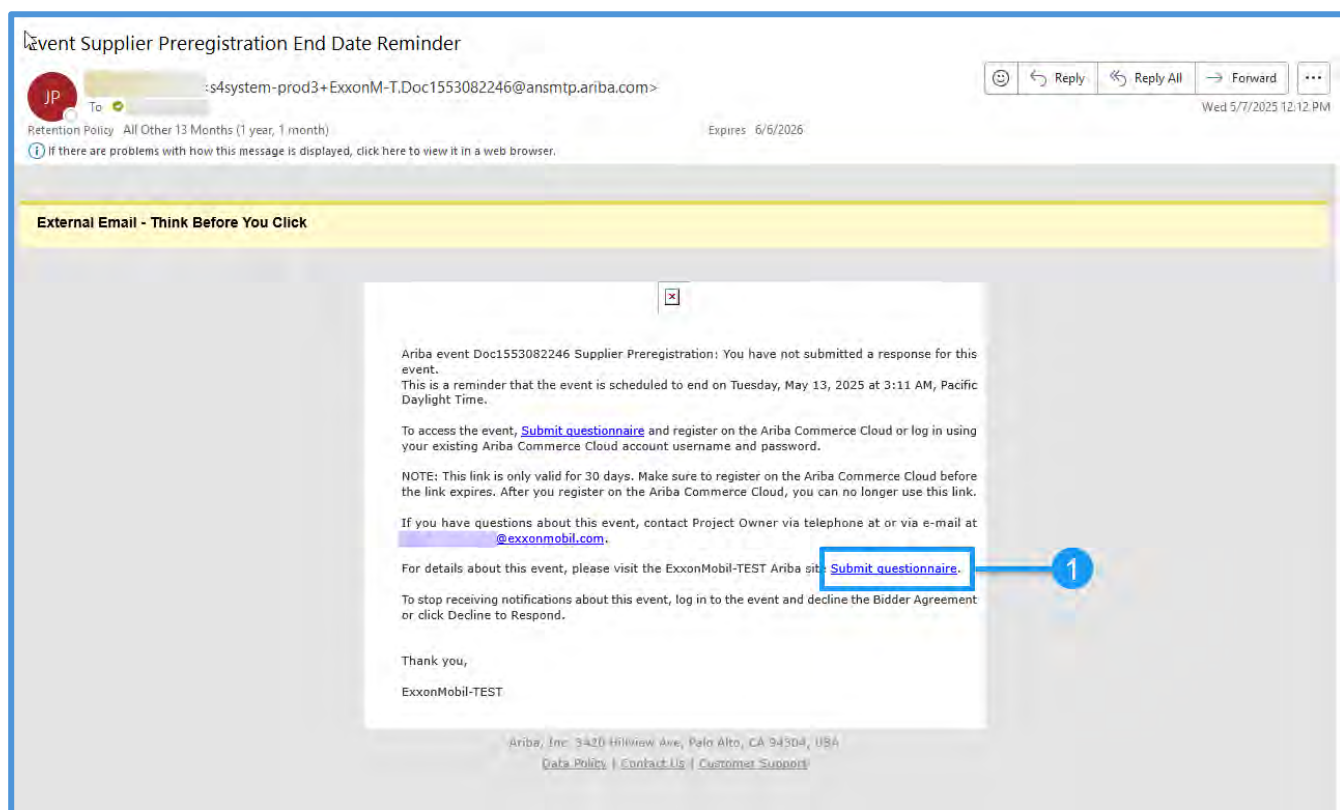 Event Supplier Preregistration End Date Reminder
JP
s4system-prod3+ExxonM-T.Doc1553082246@ansmtp.ariba.com>
To
Reply
Reply All
Forward
Wed 5/7/2025 12:12 PM
Retention Policy All Other 13 Months (1 year, 1 month)
Expires 6/6/2026
If there are problems with how this message is displayed, click here to view it in a web browser.
External Email - Think Before You Click
Ariba event Doc1553082246 Supplier Preregistration: You have not submitted a response for this
event.
This is a reminder that the event is scheduled to end on Tuesday, May 13, 2025 at 3:11 AM, Pacific
Daylight Time.
To access the event, Submit questionnaire and register on the Ariba Commerce Cloud or log in using
your existing Ariba Commerce Cloud account username and password.
NOTE: This link is only valid for 30 days. Make sure to register on the Ariba Commerce Cloud before
the link expires. After you register on the Ariba Commerce Cloud, you can no longer use this link.
If you have questions about this event, contact Project Owner via telephone at or via e-mail at
@exxonmobil.com.
For details about this event, please visit the ExxonMobil-TEST Ariba site Submit questionnaire.
1
To stop receiving notifications about this event, log in to the event and decline the Bidder Agreement
or click Decline to Respond.
Thank you,
ExxonMobil-TEST
Ariba, Inc. 3420 Hillview Ave, Palo Alto, CA 94304, USA
Data Policy | Contact Us | Customer Support